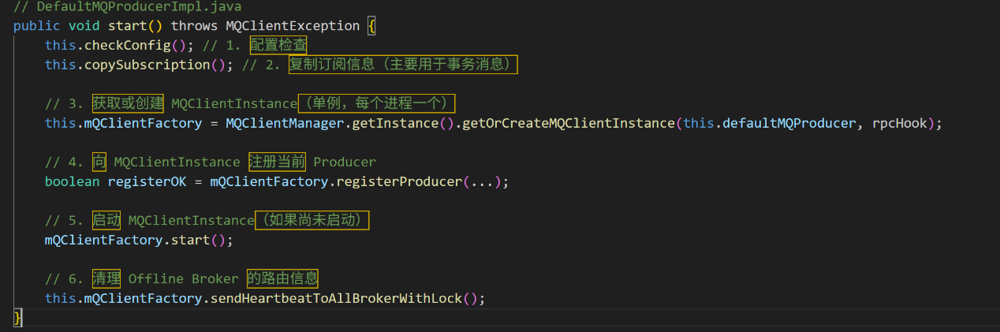 // DefaultMQProducerImpl.java
public void start() throws MQClientException {
    this.checkConfig(); // 1. 配置检查
    this.copySubscription(); // 2. 复制订阅信息（主要用于事务消息）

    // 3. 获取或创建 MQClientInstance（单例，每个进程一个）
    this.mQClientFactory = MQClientManager.getInstance().getOrCreateMQClientInstance(this.defaultMQProducer, rpcHook);

    // 4. 向 MQClientInstance 注册当前 Producer
    boolean registerOK = mQClientFactory.registerProducer(...);

    // 5. 启动 MQClientInstance（如果尚未启动）
    mQClientFactory.start();

    // 6. 清理 Offline Broker 的路由信息
    this.mQClientFactory.sendHeartbeatToAllBrokerWithLock();
}